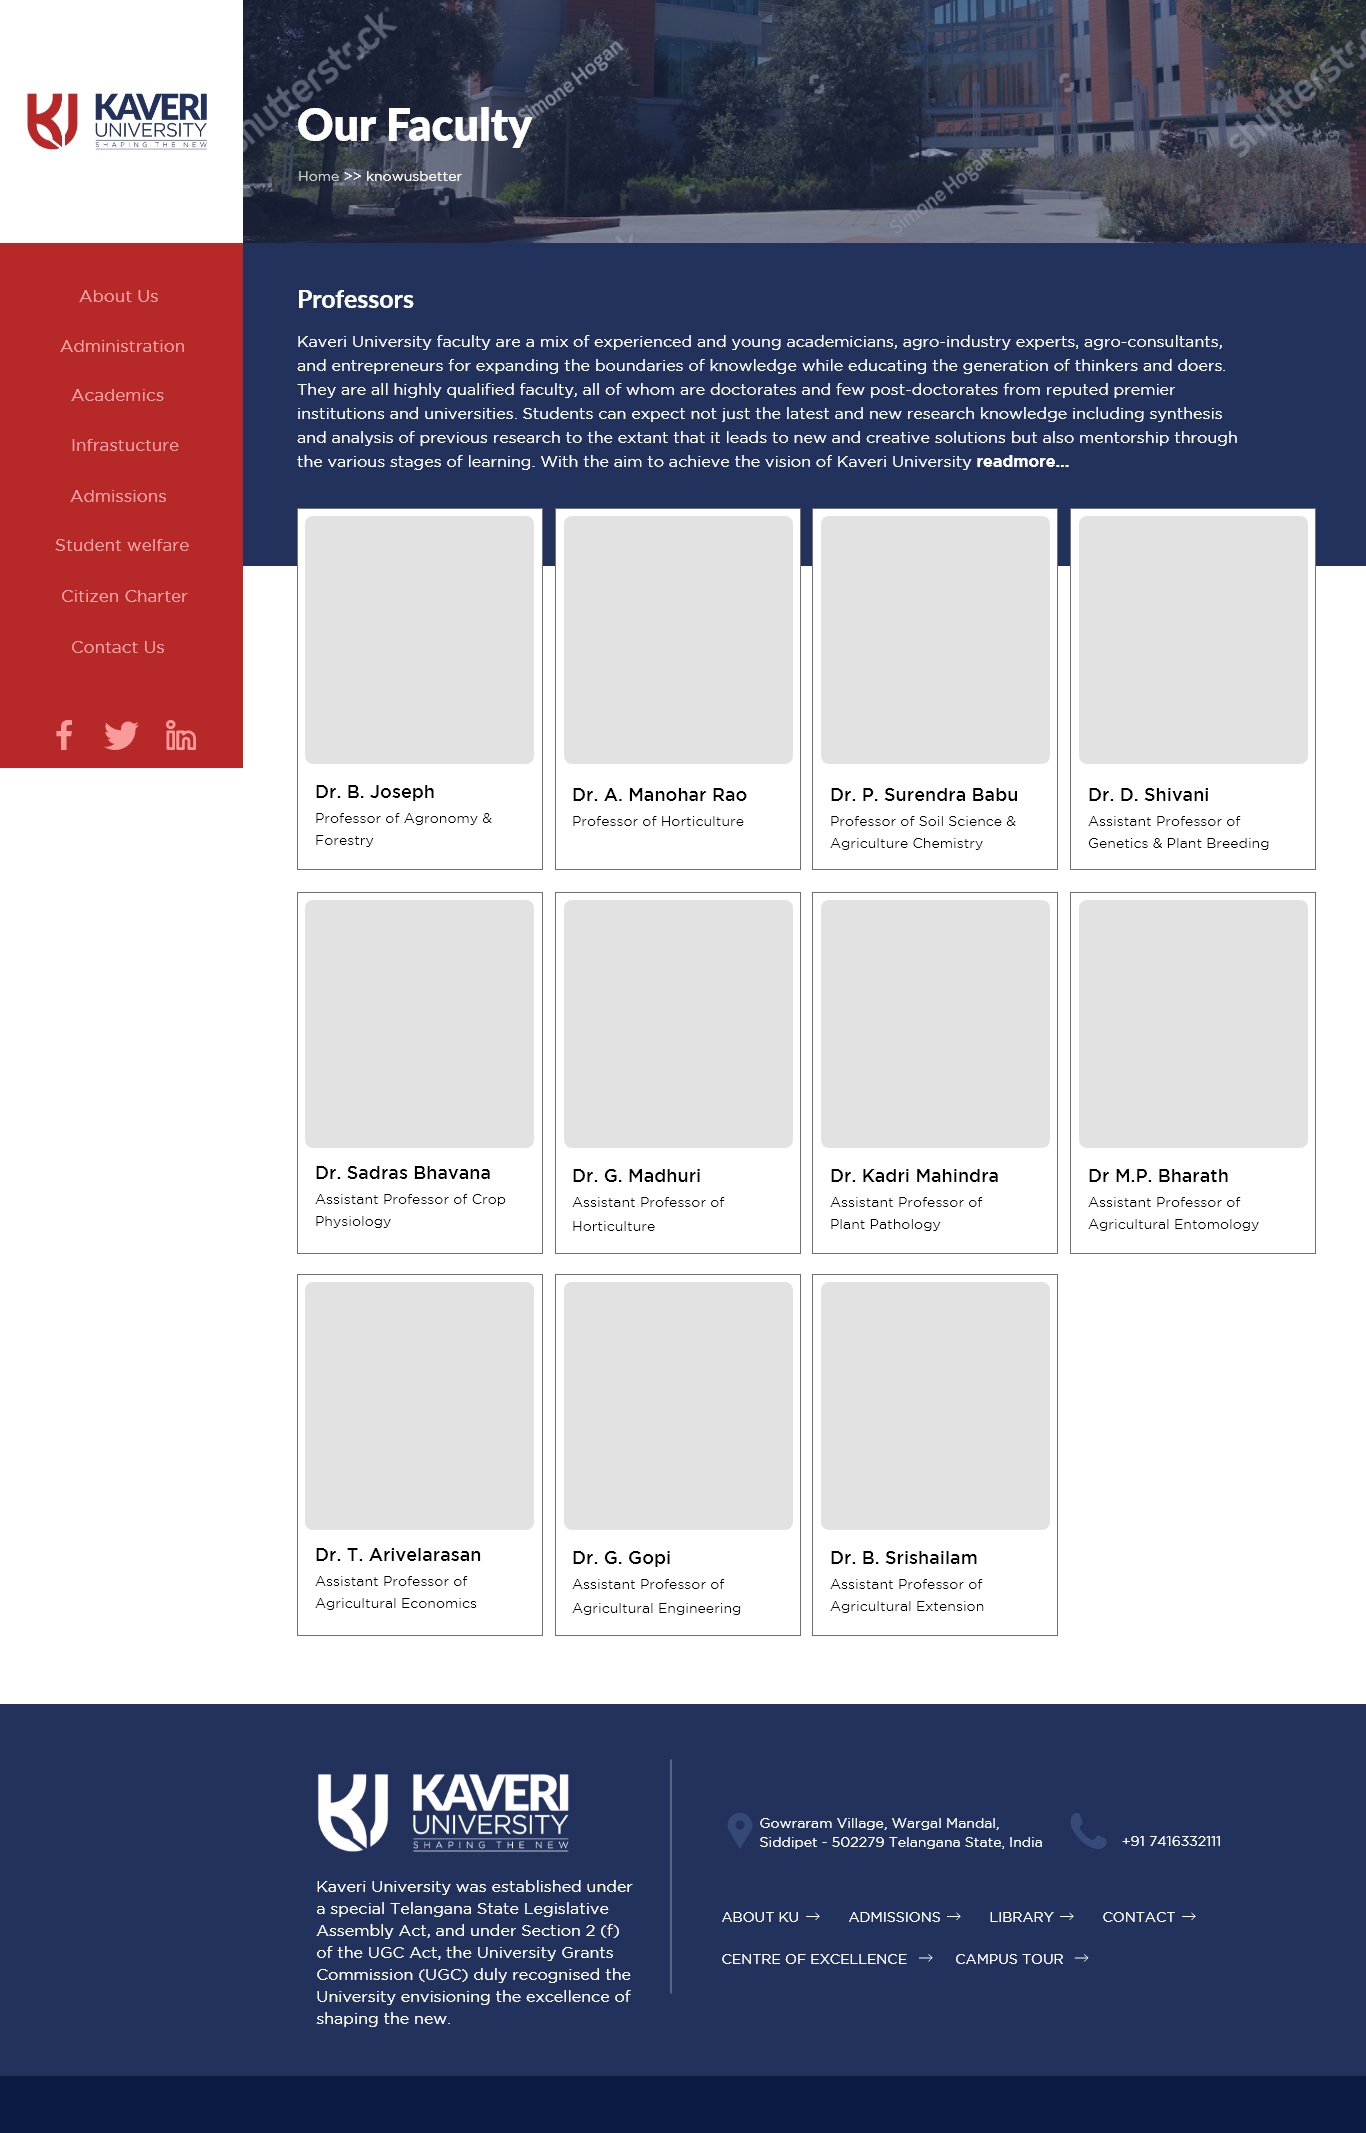 KAVERI
UNIVERSITY
SHAPING THE NEW
shutterstock
Simone Hogan
Simone Hogan
shutterstock
Our Faculty
Home >> knowusbetter
About Us
Administration
Academics
Infrastucture
Admissions
Student welfare
Citizen Charter
Contact Us
f
in
Professors
Kaveri University faculty are a mix of experienced and young academicians, agro-industry experts, agro-consultants,
and entrepreneurs for expanding the boundaries of knowledge while educating the generation of thinkers and doers.
They are all highly qualified faculty, all of whom are doctorates and few post-doctorates from reputed premier
institutions and universities. Students can expect not just the latest and new research knowledge including synthesis
and analysis of previous research to the extant that it leads to new and creative solutions but also mentorship through
the various stages of learning. With the aim to achieve the vision of Kaveri University readmore...
Dr. B. Joseph
Professor of Agronomy &
Forestry
Dr. A. Manohar Rao
Professor of Horticulture
Dr. P. Surendra Babu
Professor of Soil Science &
Agriculture Chemistry
Dr. D. Shivani
Assistant Professor of
Genetics & Plant Breeding
Dr. Sadras Bhavana
Assistant Professor of Crop
Physiology
Dr. G. Madhuri
Assistant Professor of
Horticulture
Dr. Kadri Mahindra
Assistant Professor of
Plant Pathology
Dr M.P. Bharath
Assistant Professor of
Agricultural Entomology
Dr. T. Arivelarasan
Assistant Professor of
Agricultural Economics
Dr. G. Gopi
Assistant Professor of
Agricultural Engineering
Dr. B. Srishailam
Assistant Professor of
Agricultural Extension
KAVERI
UNIVERSITY
SHAPING THE NEW
Kaveri University was established under
a special Telangana State Legislative
Assembly Act, and under Section 2 (f)
of the UGC Act, the University Grants
Commission (UGC) duly recognised the
University envisioning the excellence of
shaping the new.
Gowraram Village, Wargal Mandal,
Siddipet - 502279 Telangana State, India
+91 7416332111
ABOUT KU → ADMISSIONS → LIBRARY → CONTACT →
CENTRE OF EXCELLENCE → CAMPUS TOUR →